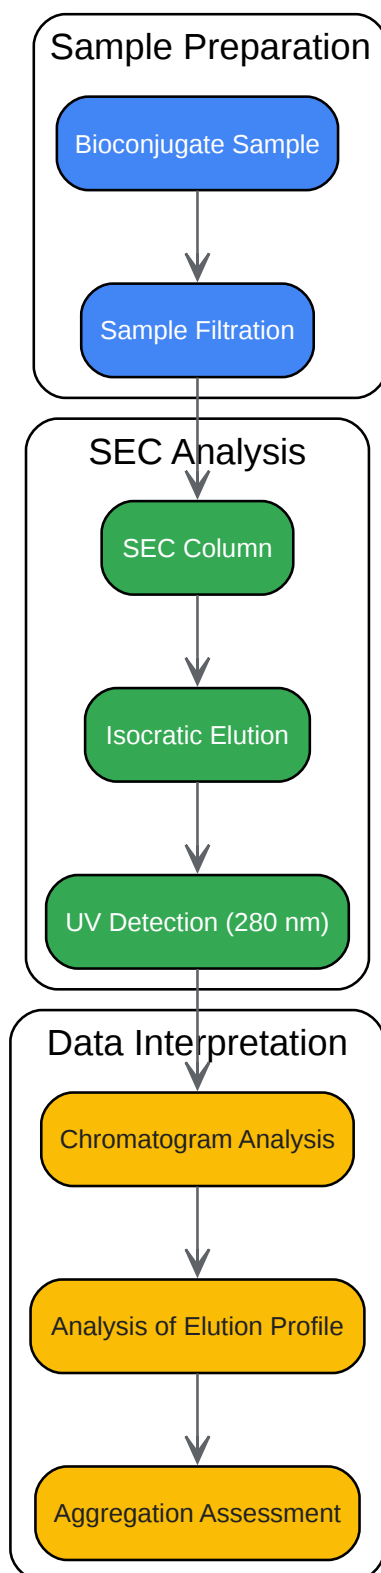 Sample Preparation
Bioconjugate Sample
Sample Filtration
SEC Analysis
SEC Column
Isocratic Elution
UV Detection (280 nm)
Data Interpretation
Chromatogram Analysis
Analysis of Elution Profile
Aggregation Assessment